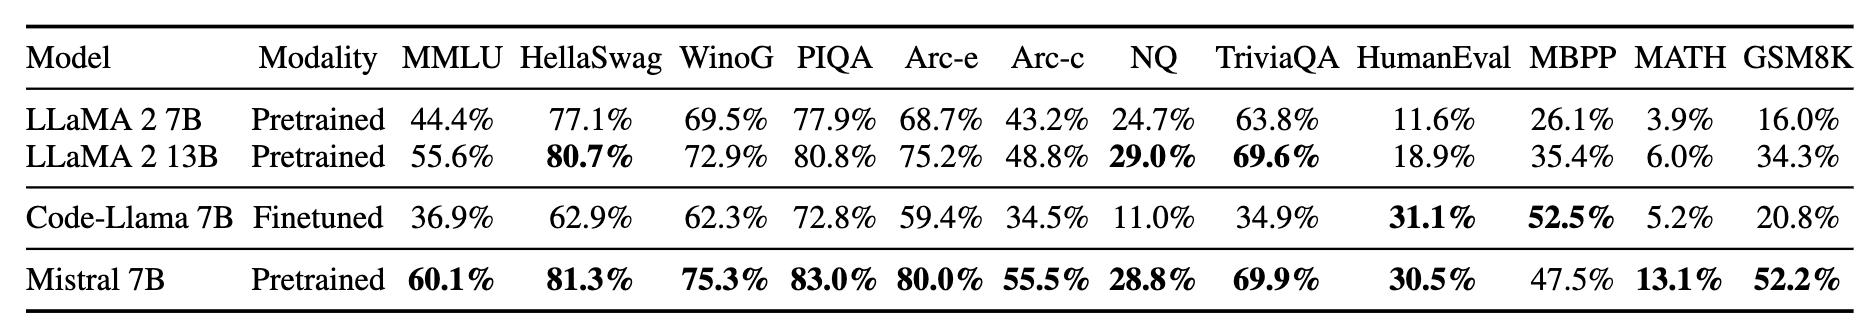 Model Modality MMLU HellaSwag WinoG PIQA Arc-e Arc-c NQ TriviaQA HumanEval MBPP MATH GSM8K
LLaMA 2 7B Pretrained 44.4% 77.1% 69.5% 77.9% 68.7% 43.2% 24.7% 63.8% 11.6% 26.1% 3.9% 16.0%
LLaMA 2 13B Pretrained 55.6% 80.7% 72.9% 80.8% 75.2% 48.8% 29.0% 69.6% 18.9% 35.4% 6.0% 34.3%
Code-Llama 7B Finetuned 36.9% 62.9% 62.3% 72.8% 59.4% 34.5% 11.0% 34.9% 31.1% 52.5% 5.2% 20.8%
Mistral 7B Pretrained 60.1% 81.3% 75.3% 83.0% 80.0% 55.5% 28.8% 69.9% 30.5% 47.5% 13.1% 52.2%